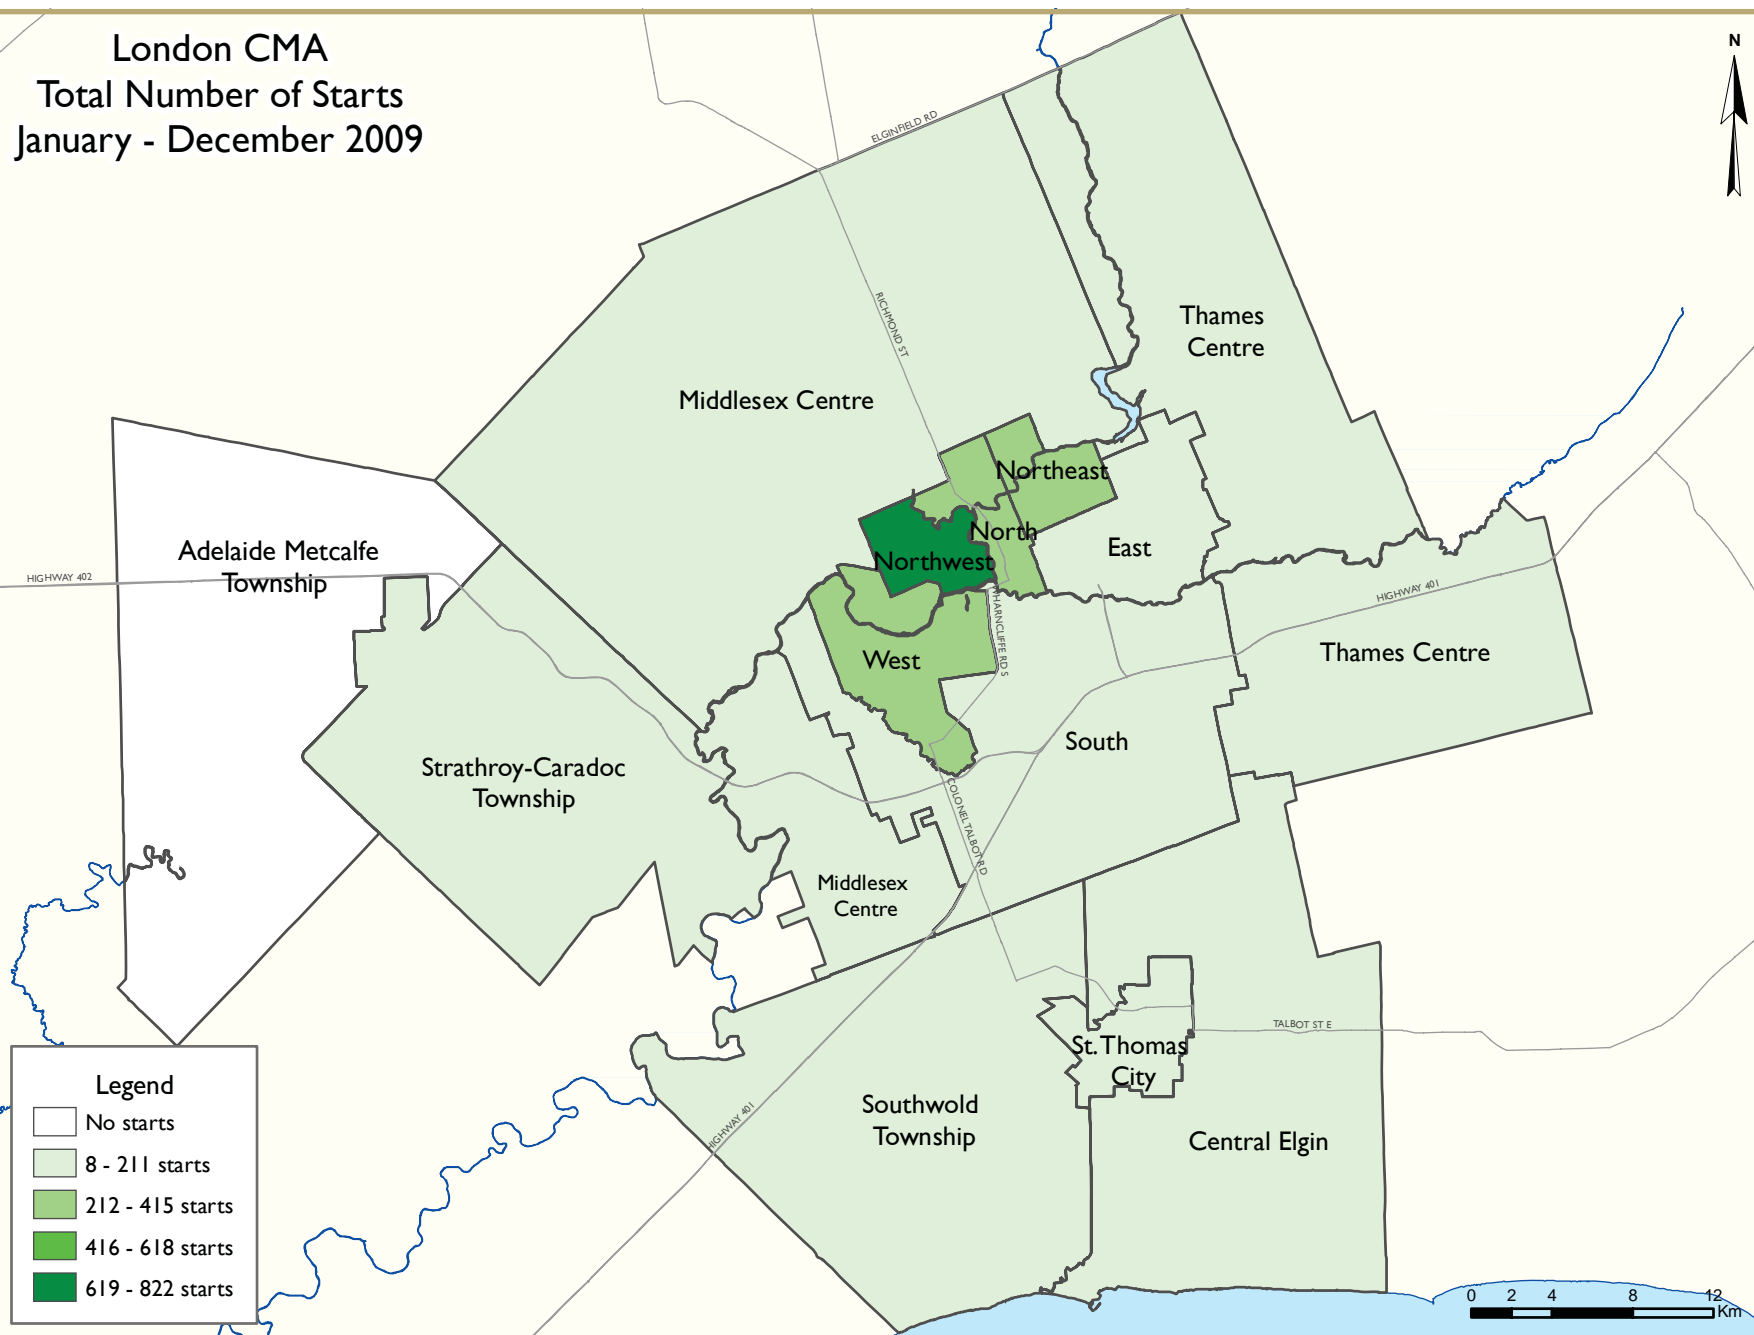 London CMA
Total Number of Starts
January - December 2009
N
ELGINFIELD RD
RICHMOND ST
Thames
Centre
Middlesex Centre
Northeast
North
Northwest
East
Adelaide Metcalfe
Township
HIGHWAY 402
HIGHWAY 401
WHARNCLIFFE RD S
West
Thames Centre
South
Strathroy-Caradoc
Township
COLONEL TALBOT RD
Middlesex
Centre
St. Thomas
City
TALBOT ST E
Southwold
Township
HIGHWAY 401
Central Elgin
Legend
No starts
8 - 211 starts
212 - 415 starts
416 - 618 starts
619 - 822 starts
0 2 4 8 12
Km